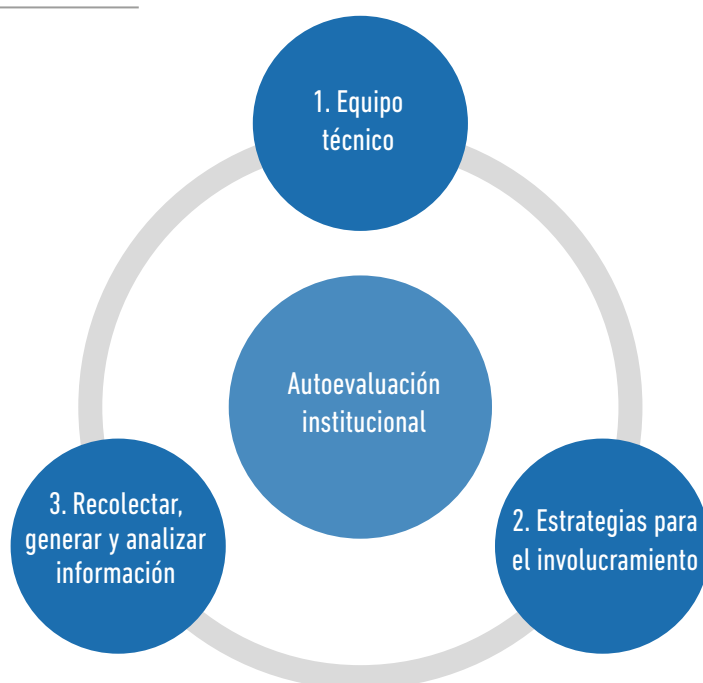 1. Equipo
técnico
Autoevaluación
institucional
3. Recolectar,
generar y analizar
información
2. Estrategias para
el involucramiento